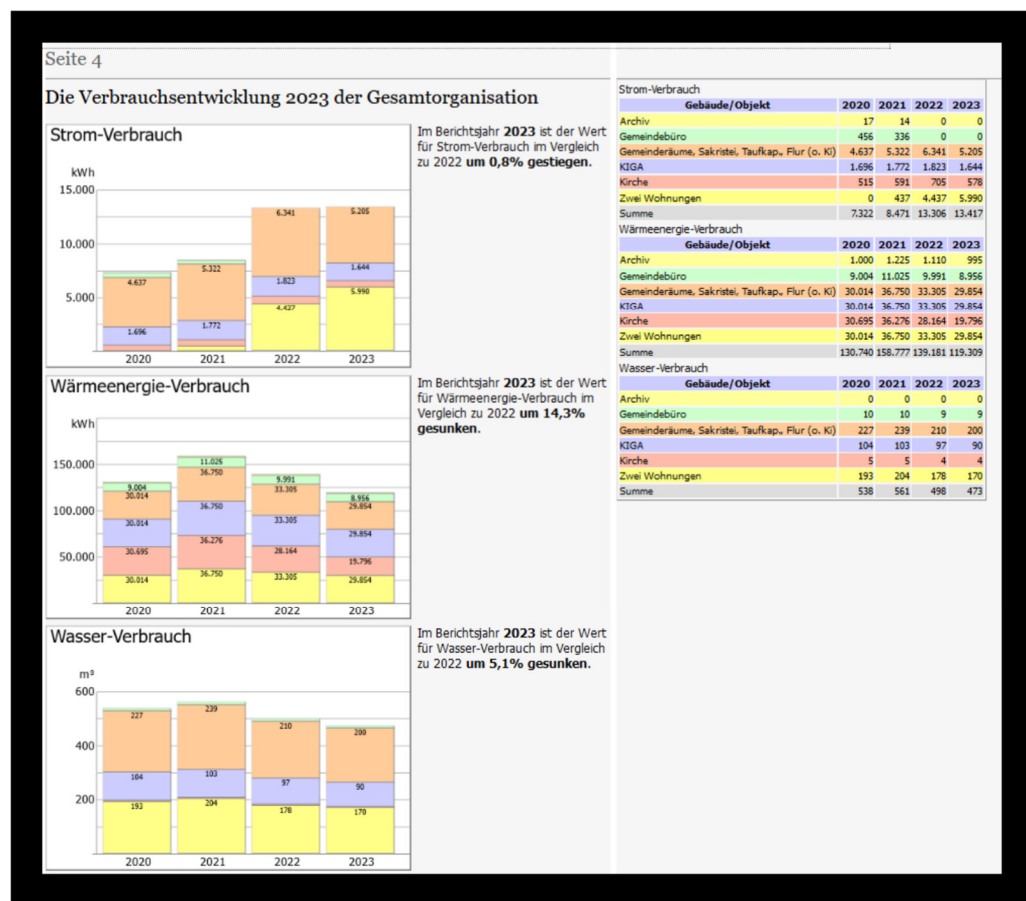 Seite 4
Die Verbrauchsentwicklung 2023 der Gesamtorganisation
Strom-Verbrauch
kWh
15.000
10.000
5.000
4.637
1.696
5.322
1.772
6.341
1.823
4.437
5.205
1.644
5.990
2020 2021 2022 2023
Im Berichtsjahr 2023 ist der Wert
für Strom-Verbrauch im Vergleich
zu 2022 um 0,8% gestiegen.
Wärmeenergie-Verbrauch
kWh
150.000
100.000
50.000
9.004
30.014
30.014
30.695
30.014
11.025
36.750
36.750
36.276
36.750
9.991
33.305
33.305
28.164
33.305
8.956
29.854
29.854
19.796
29.854
2020 2021 2022 2023
Im Berichtsjahr 2023 ist der Wert
für Wärmeenergie-Verbrauch im
Vergleich zu 2022 um 14,3%
gesunken.
Wasser-Verbrauch
m³
600
400
200
227
104
193
239
103
204
210
97
178
200
90
170
2020 2021 2022 2023
Im Berichtsjahr 2023 ist der Wert
für Wasser-Verbrauch im Vergleich
zu 2022 um 5,1% gesunken.
Strom-Verbrauch
Gebäude/Objekt 2020 2021 2022 2023
Archiv 17 14 0 0
Gemeindebüro 456 336 0 0
Gemeinderäume, Sakristei, Taufkap., Flur (o. Ki) 4.637 5.322 6.341 5.205
KIGA 1.696 1.772 1.823 1.644
Kirche 515 591 705 578
Zwei Wohnungen 0 437 4.437 5.990
Summe 7.322 8.471 13.306 13.417
Wärmeenergie-Verbrauch
Gebäude/Objekt 2020 2021 2022 2023
Archiv 1.000 1.225 1.110 995
Gemeindebüro 9.004 11.025 9.991 8.956
Gemeinderäume, Sakristei, Taufkap., Flur (o. Ki) 30.014 36.750 33.305 29.854
KIGA 30.014 36.750 33.305 29.854
Kirche 30.695 36.276 28.164 19.796
Zwei Wohnungen 30.014 36.750 33.305 29.854
Summe 130.740 158.777 139.181 119.309
Wasser-Verbrauch
Gebäude/Objekt 2020 2021 2022 2023
Archiv 0 0 0 0
Gemeindebüro 10 10 9 9
Gemeinderäume, Sakristei, Taufkap., Flur (o. Ki) 227 239 210 200
KIGA 104 103 97 90
Kirche 5 5 4 4
Zwei Wohnungen 193 204 178 170
Summe 538 561 498 473